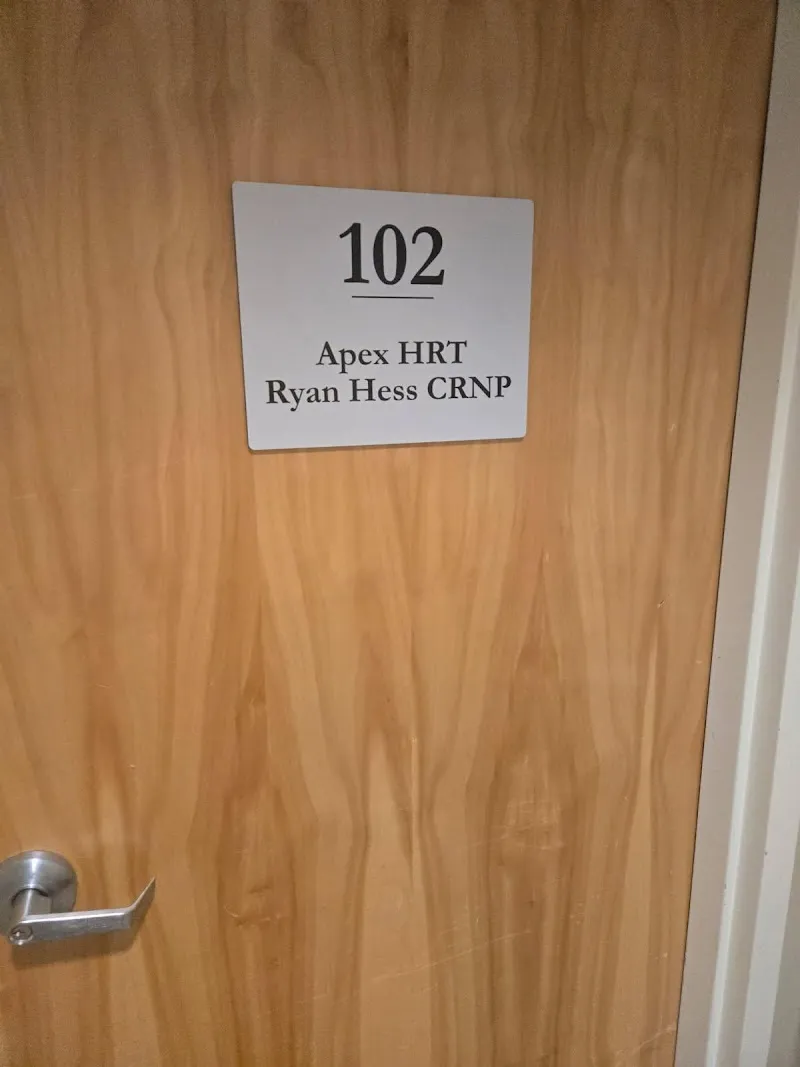 102
Apex HRT
Ryan Hess CRNP